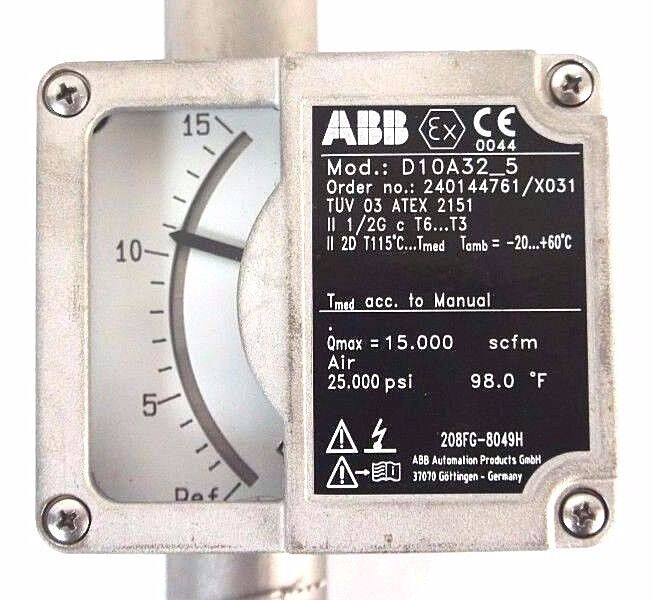 15
10
5
Ref
ABB Ex CE
0044
Mod.: D10A32_5
Order no.: 240144761/X031
TUV 03 ATEX 2151
II 1/2G c T6...T3
II 2D T115°C...Tmed Tamb = -20...+60°C
Tmed acc. to Manual
.
Qmax = 15.000 scfm
Air
25.000 psi 98.0 °F
208FG-8049H
ABB Automation Products GmbH
37070 Göttingen - Germany